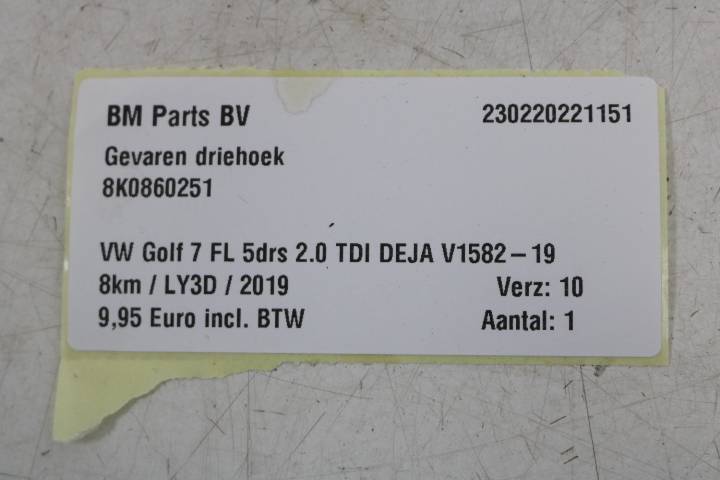 BM Parts BV 230220221151
Gevaren driehoek
8K0860251
VW Golf 7 FL 5drs 2.0 TDI DEJA V1582-19
8km / LY3D / 2019 Verz: 10
9,95 Euro incl. BTW Aantal: 1